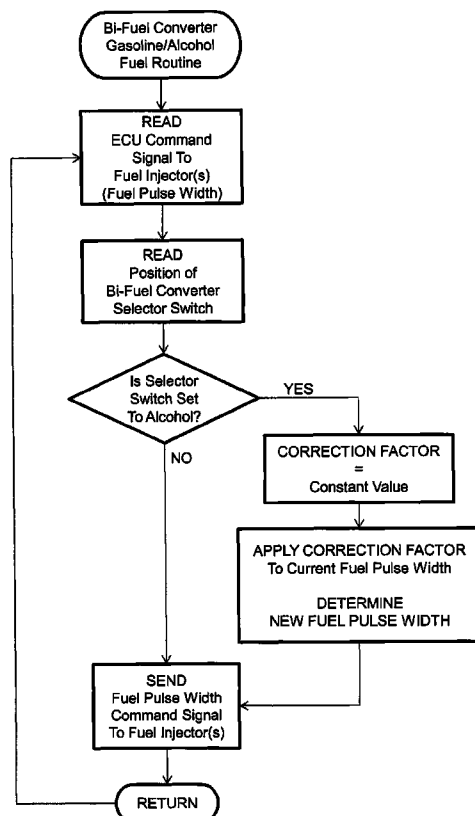 Bi-Fuel Converter
Gasoline/Alcohol
Fuel Routine
READ
ECU Command
Signal To
Fuel Injector(s)
(Fuel Pulse Width)
READ
Position of
Bi-Fuel Converter
Selector Switch
Is Selector
Switch Set
To Alcohol?
YES
NO
CORRECTION FACTOR
=
Constant Value
APPLY CORRECTION FACTOR
To Current Fuel Pulse Width
DETERMINE
NEW FUEL PULSE WIDTH
SEND
Fuel Pulse Width
Command Signal
To Fuel Injector(s)
RETURN